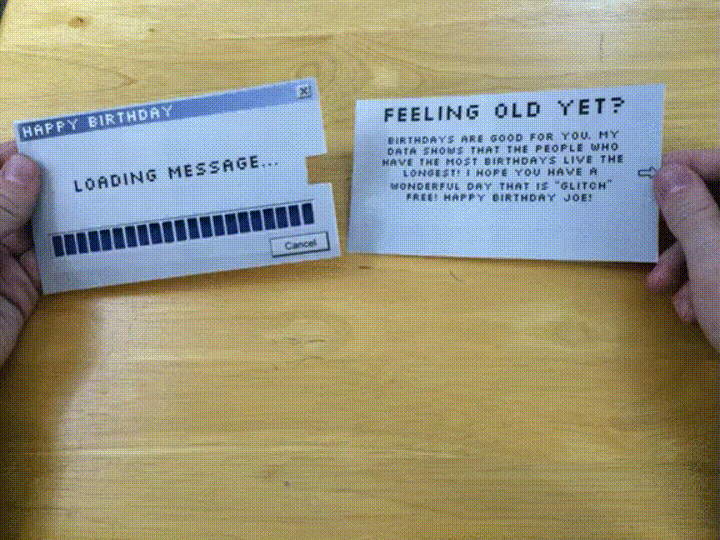 HAPPY BIRTHDAY
LOADING MESSAGE...
Cancel
FEELING OLD YET?
BIRTHDAYS ARE GOOD FOR YOU. MY
DATA SHOWS THAT THE PEOPLE WHO
HAVE THE MOST BIRTHDAYS LIVE THE
LONGEST! I HOPE YOU HAVE A
WONDERFUL DAY THAT IS "GLITCH"
FREE! HAPPY BIRTHDAY JOE!